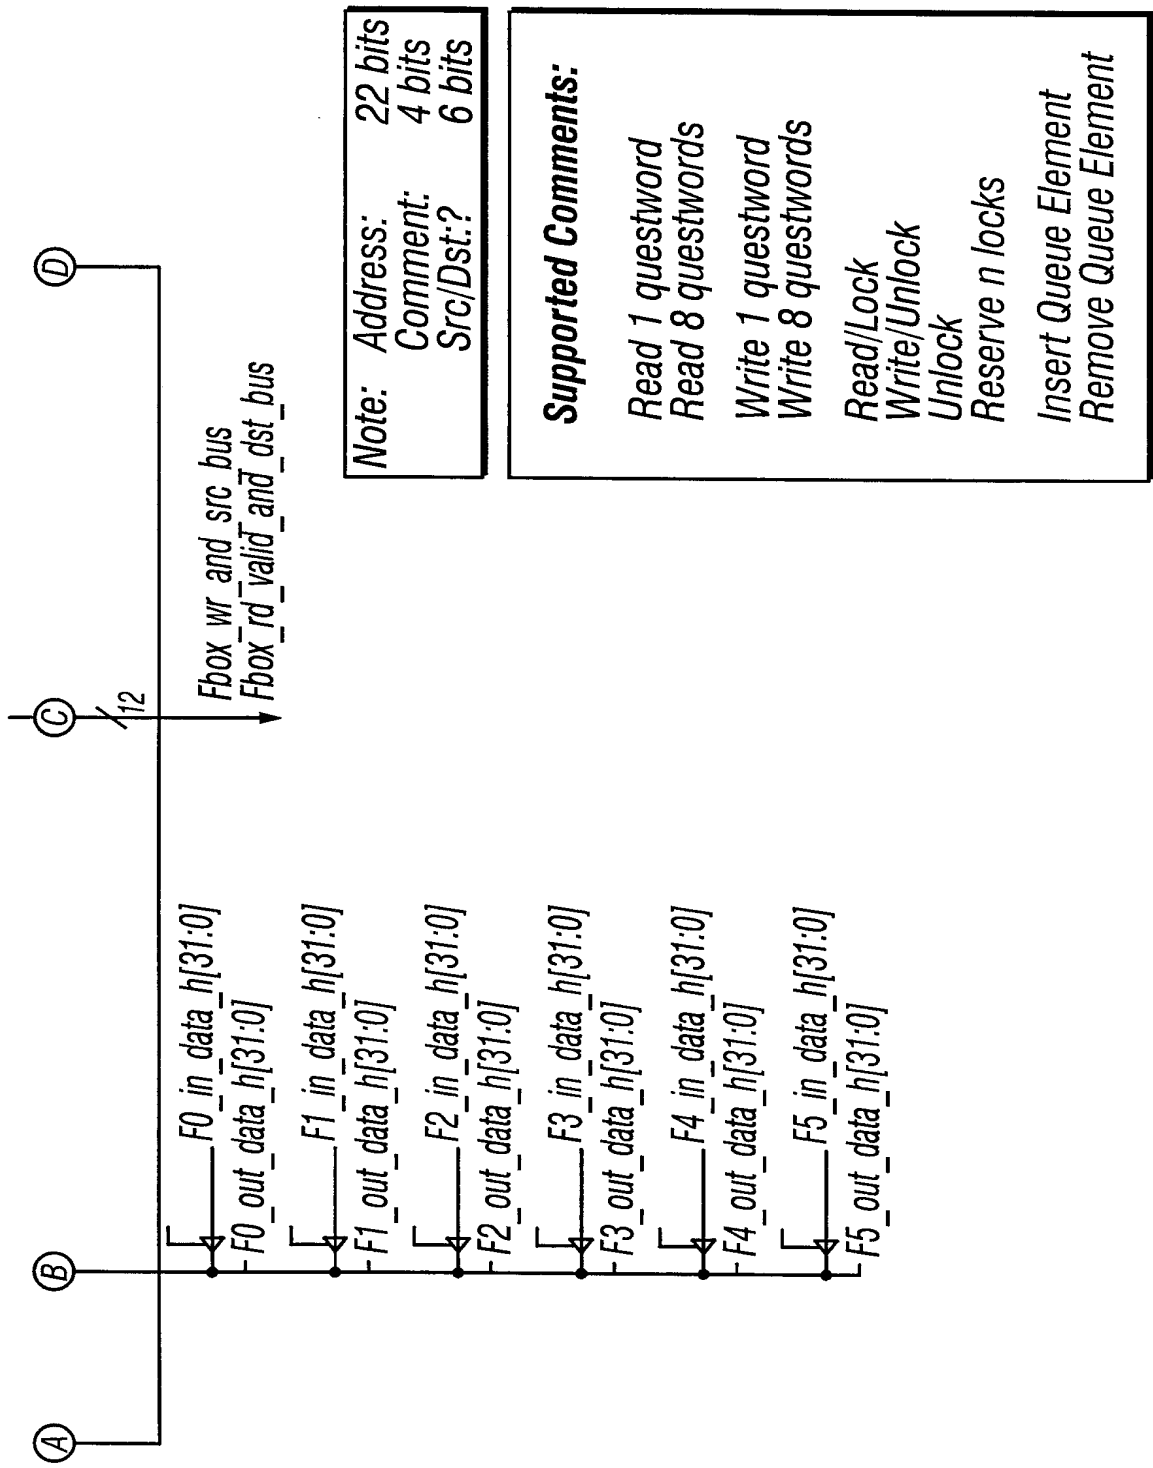 A
B
C
D
12
Fbox_wr_and_src_bus
Fbox_rd_valid_and_dst_bus
F0_in_data_h[31:0]
F0_out_data_h[31:0]
F1_in_data_h[31:0]
F1_out_data_h[31:0]
F2_in_data_h[31:0]
F2_out_data_h[31:0]
F3_in_data_h[31:0]
F3_out_data_h[31:0]
F4_in_data_h[31:0]
F4_out_data_h[31:0]
F5_in_data_h[31:0]
F5_out_data_h[31:0]
Note: Address: 22 bits
Comment: 4 bits
Src/Dst:? 6 bits
Supported Comments:
Read 1 questword
Read 8 questwords
Write 1 questword
Write 8 questwords
Read/Lock
Write/Unlock
Unlock
Reserve n locks
Insert Queue Element
Remove Queue Element